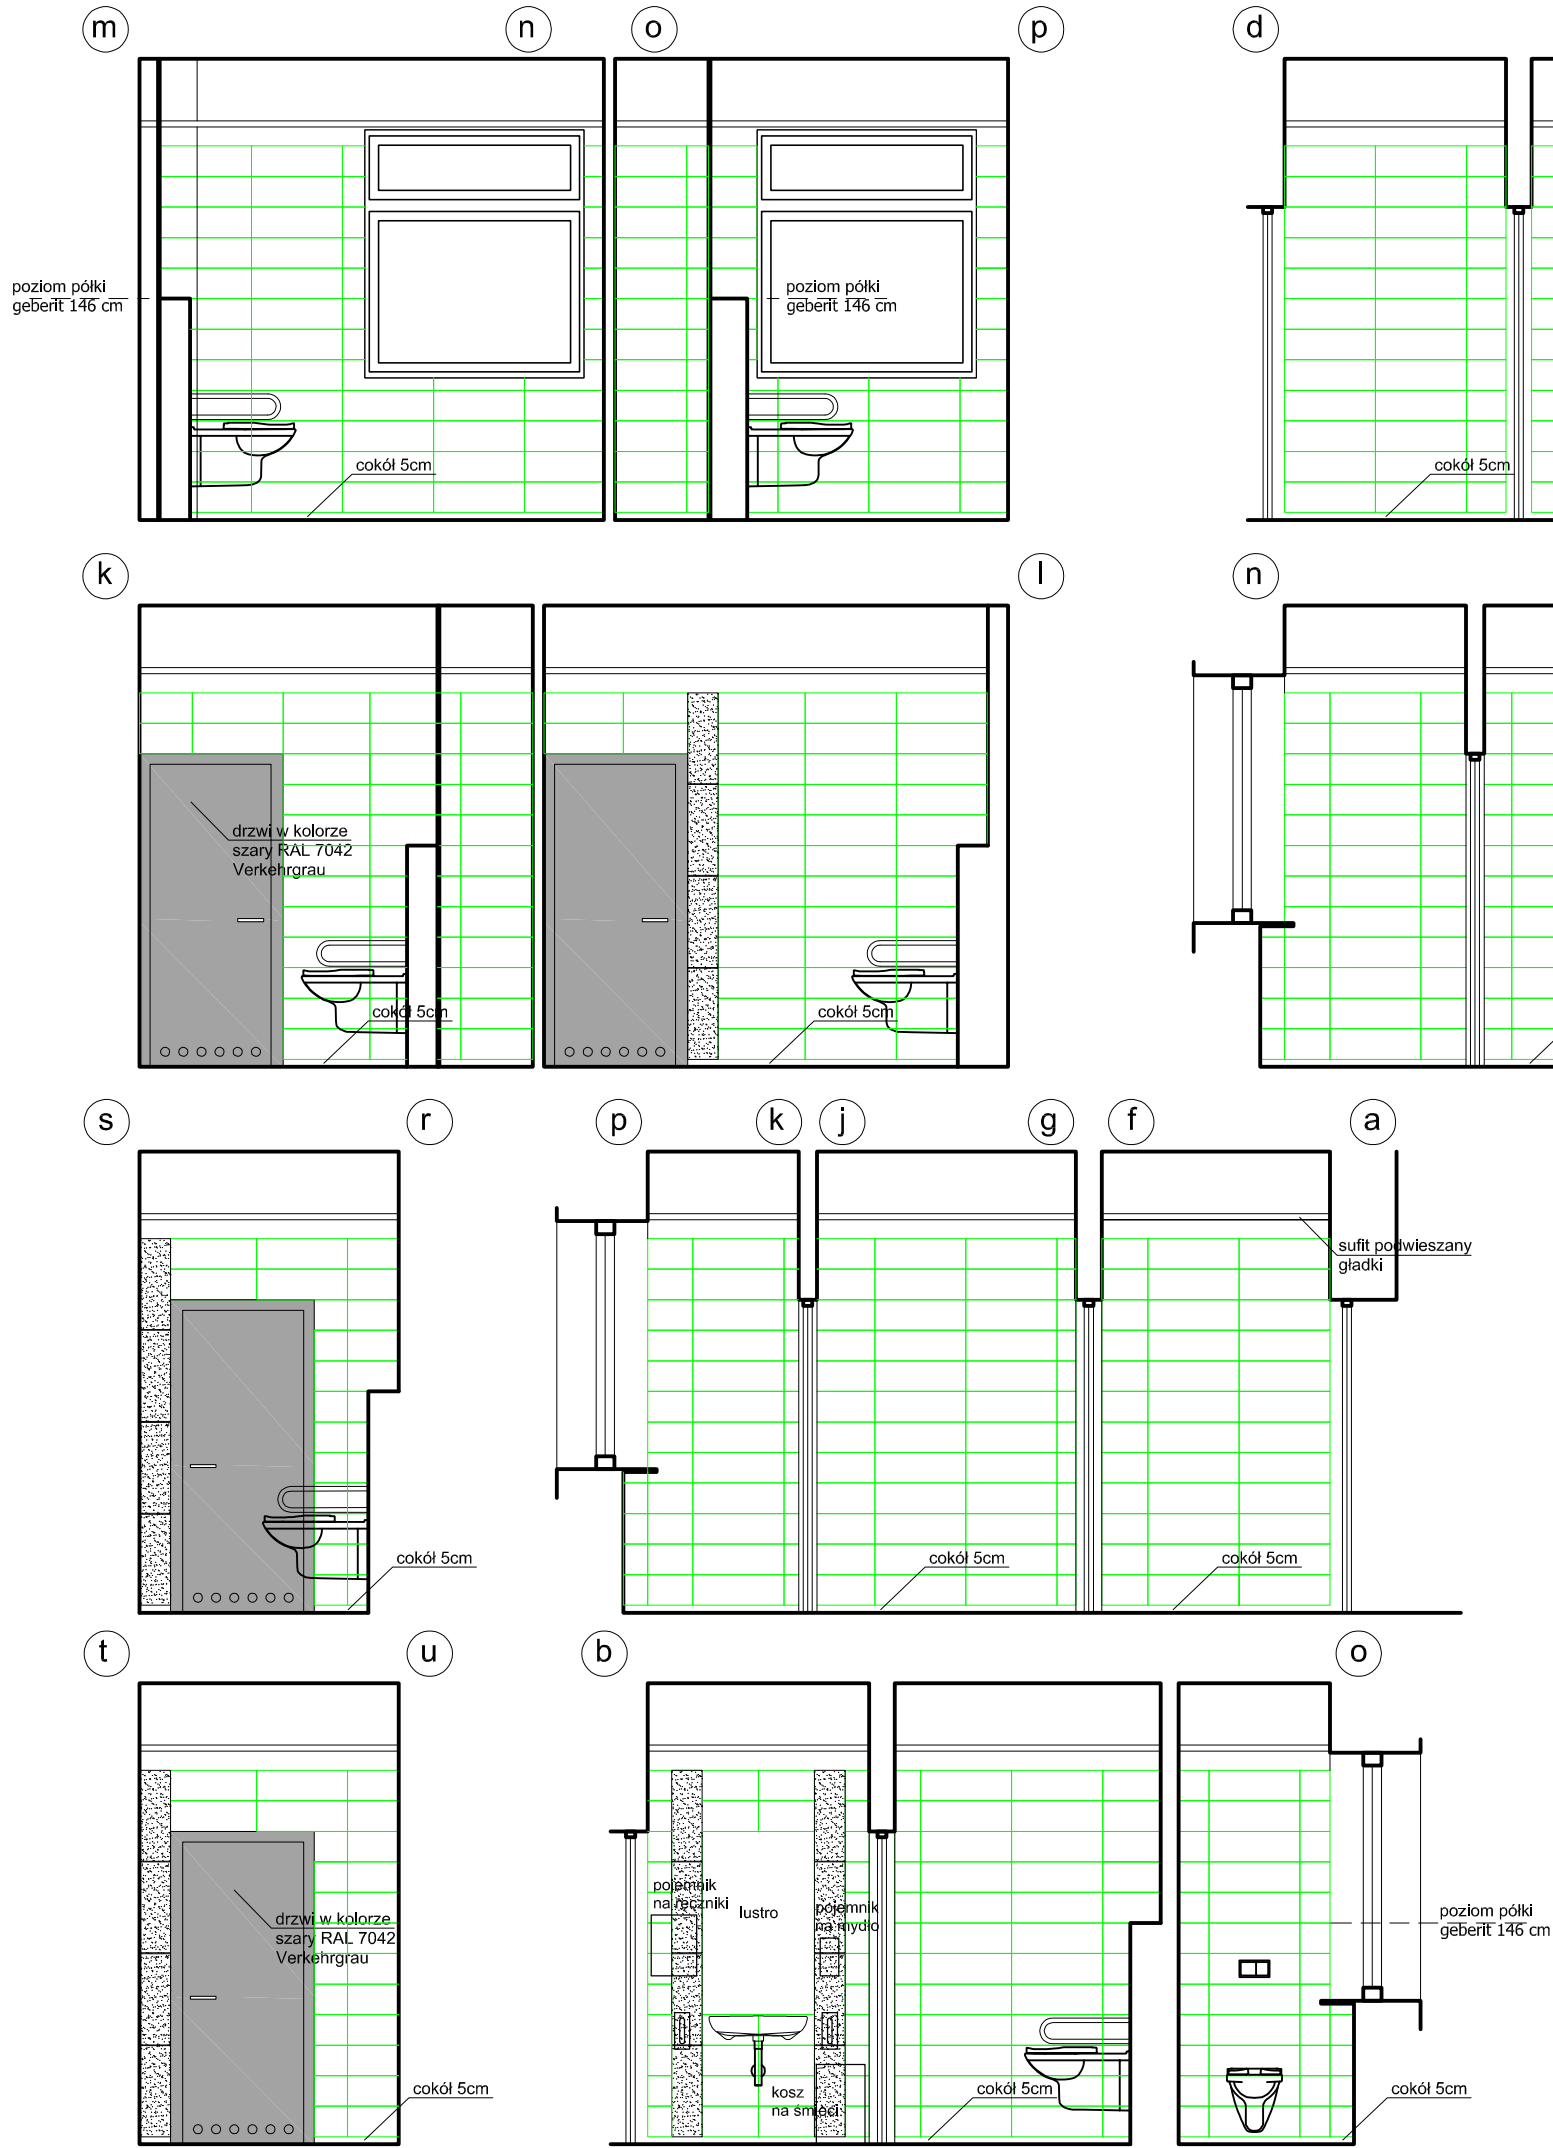 m
n
o
p
d
poziom półki
geberit 146 cm
poziom półki
geberit 146 cm
cokół 5cm
cokół 5cm
k
l
n
drzwi w kolorze
szary RAL 7042
Verkehrgrau
cokół 5cm
cokół 5cm
s
r
p
k
j
g
f
a
sufit podwieszany
gładki
cokół 5cm
cokół 5cm
cokół 5cm
t
u
b
o
pojemnik
na ręczniki
lustro
pojemnik
na mydło
poziom półki
geberit 146 cm
drzwi w kolorze
szary RAL 7042
Verkehrgrau
kosz
na śmieci
cokół 5cm
cokół 5cm
cokół 5cm